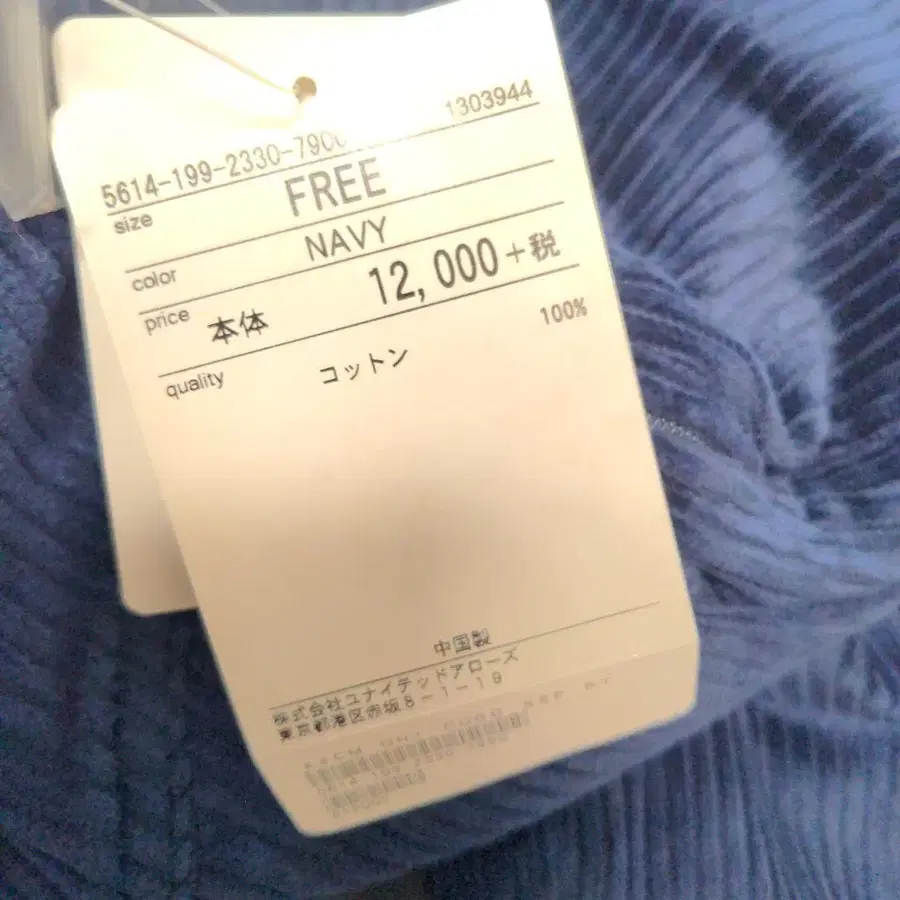 1303944
5614-199-2330-790
size FREE
color NAVY
price 本体 12,000+税
quality コットン 100%
中国製
株式会社ユナイテッドアローズ
東京都港区赤坂8-1-19